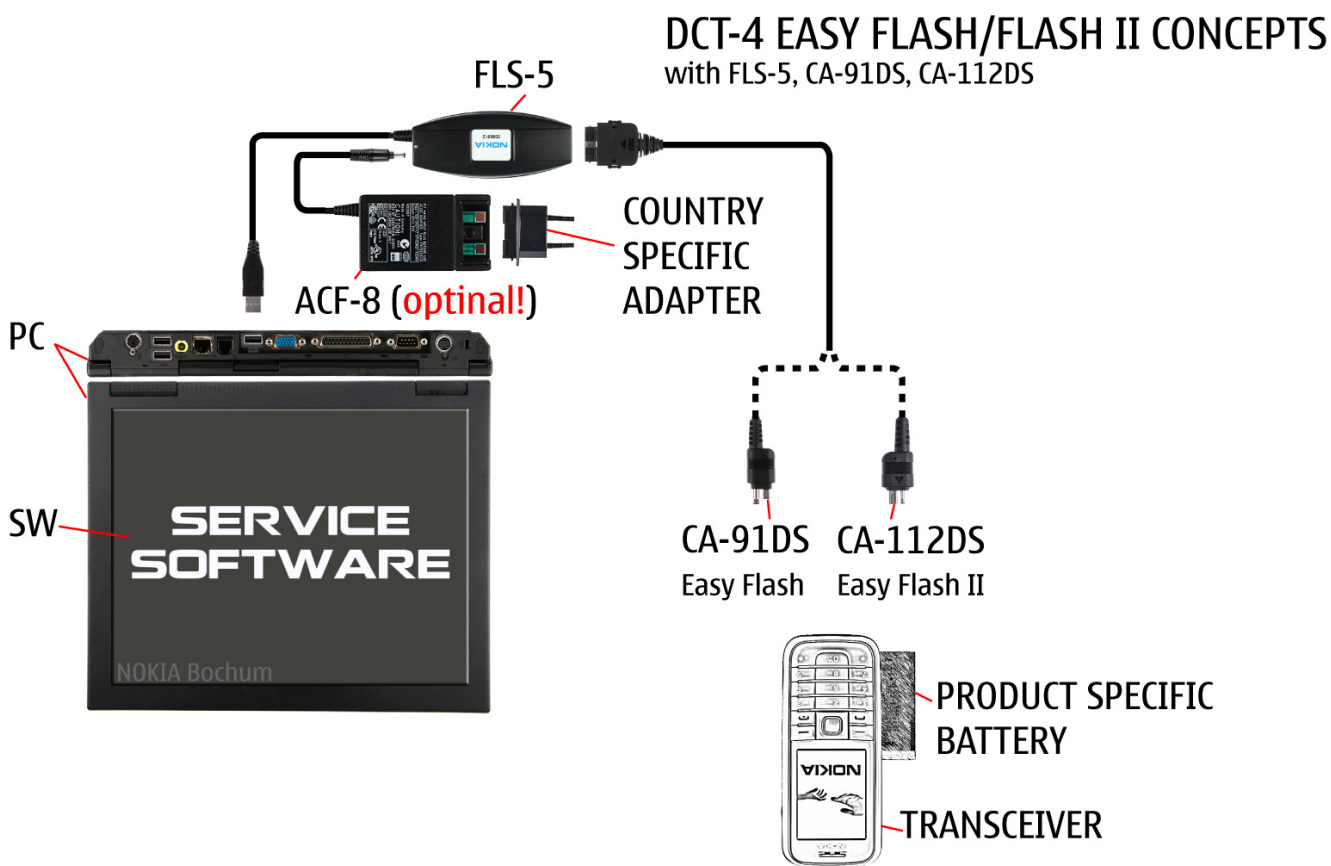 DCT-4 EASY FLASH/FLASH II CONCEPTS
with FLS-5, CA-91DS, CA-112DS
FLS-5
NOKIA
COUNTRY
SPECIFIC
ADAPTER
ACF-8 (optinal!)
PC
SW
SERVICE
SOFTWARE
NOKIA Bochum
CA-91DS
Easy Flash
CA-112DS
Easy Flash II
PRODUCT SPECIFIC
BATTERY
NOKIA
TRANSCEIVER